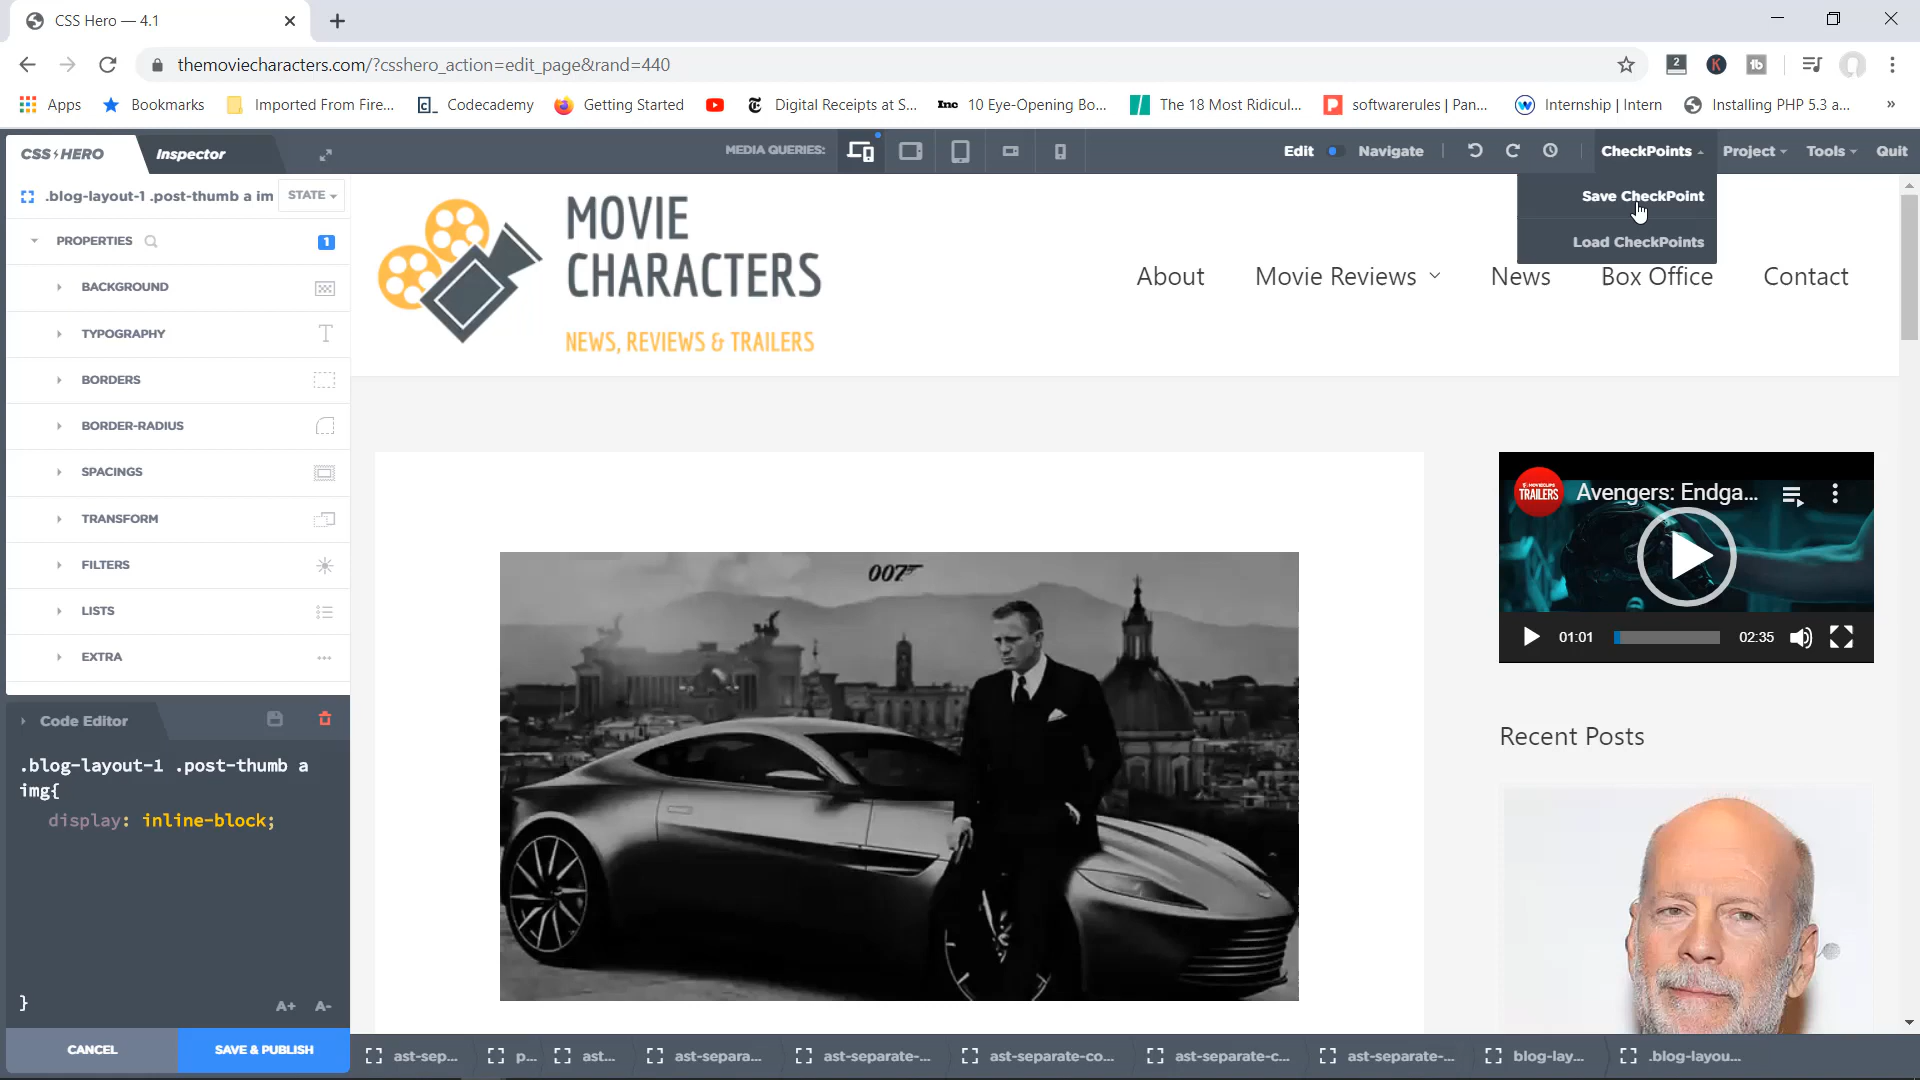 CSS Hero — 4.1
themoviecharacters.com/?csshero_action=edit_page&rand=440
2
K
tb
Apps
Bookmarks
Imported From Fire...
Codecademy
Getting Started
Digital Receipts at S...
Inc
10 Eye-Opening Bo...
The 18 Most Ridicul...
softwarerules | Pan...
Internship | Intern
Installing PHP 5.3 a...
»
CSS HERO
Inspector
MEDIA QUERIES:
Edit
Navigate
CheckPoints
Project
Tools
Quit
Save CheckPoint
Load CheckPoints
.blog-layout-1 .post-thumb a im
STATE
PROPERTIES
1
BACKGROUND
TYPOGRAPHY
BORDERS
BORDER-RADIUS
SPACINGS
TRANSFORM
FILTERS
LISTS
EXTRA
Code Editor
.blog-layout-1 .post-thumb a
img{
display: inline-block;
}
A+ A-
CANCEL
SAVE & PUBLISH
MOVIE
CHARACTERS
NEWS, REVIEWS & TRAILERS
About
Movie Reviews
News
Box Office
Contact
007
TRAILERS
Avengers: Endga...
01:01
02:35
Recent Posts
ast-sep...
p...
ast...
ast-separa...
ast-separate-...
ast-separate-co...
ast-separate-c...
ast-separate-...
blog-lay...
.blog-layou...